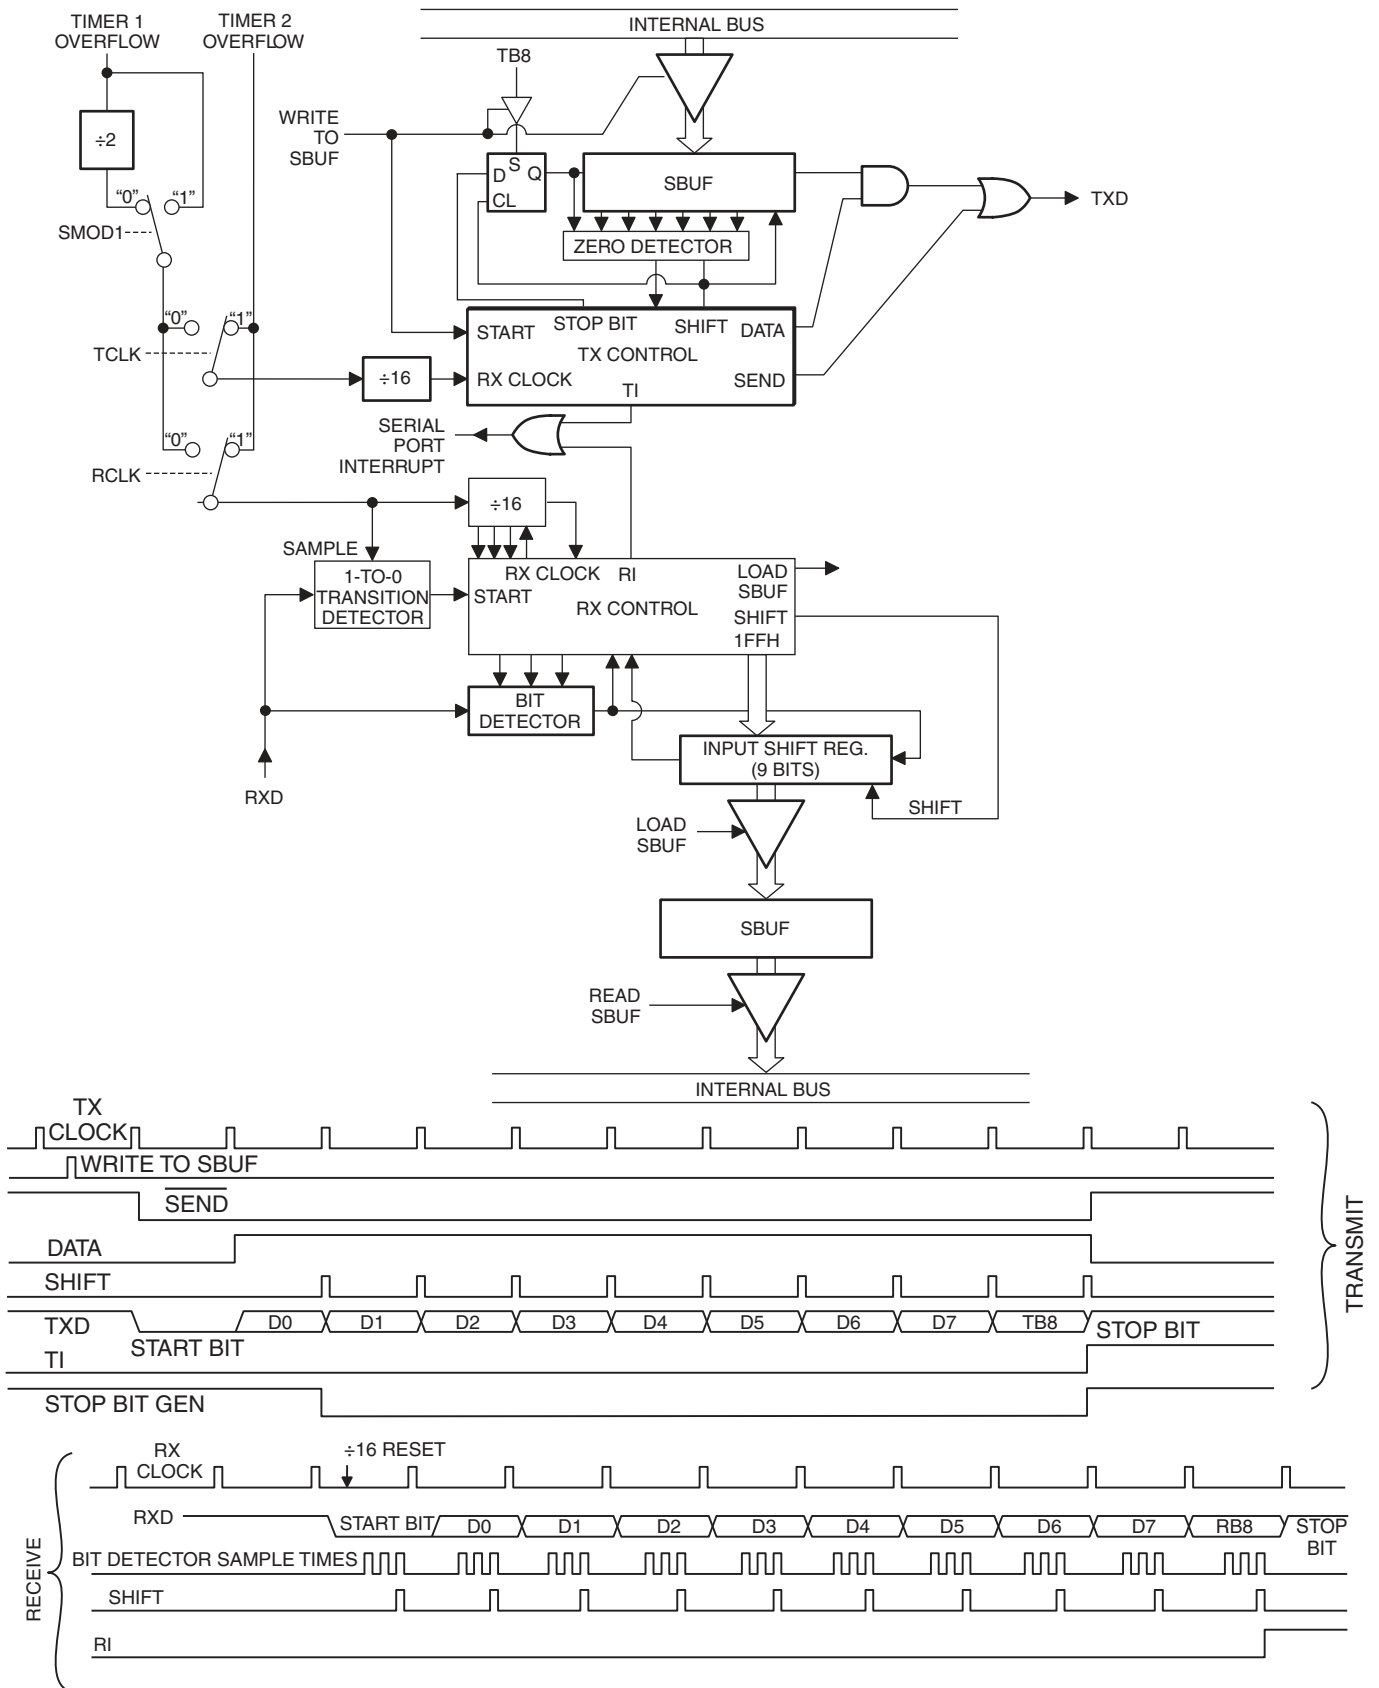 TIMER 1
OVERFLOW
TIMER 2
OVERFLOW
INTERNAL BUS
TB8
WRITE
TO
SBUF
÷2
“0”
“1”
SMOD1
D
S
Q
CL
SBUF
TXD
ZERO DETECTOR
“0”
“1”
TCLK
START
STOP BIT
SHIFT
DATA
TX CONTROL
÷16
RX CLOCK
SEND
TI
SERIAL
PORT
INTERRUPT
“0”
“1”
RCLK
÷16
SAMPLE
1-TO-0
TRANSITION
DETECTOR
RX CLOCK
RI
LOAD
SBUF
START
RX CONTROL
SHIFT
1FFH
BIT
DETECTOR
INPUT SHIFT REG.
(9 BITS)
RXD
SHIFT
LOAD
SBUF
SBUF
READ
SBUF
INTERNAL BUS
TX
CLOCK
WRITE TO SBUF
SEND
DATA
SHIFT
TXD
START BIT
D0
D1
D2
D3
D4
D5
D6
D7
TB8
STOP BIT
TI
STOP BIT GEN
TRANSMIT
RX
CLOCK
÷16 RESET
RXD
START BIT
D0
D1
D2
D3
D4
D5
D6
D7
RB8
STOP
BIT
BIT DETECTOR SAMPLE TIMES
SHIFT
RI
RECEIVE